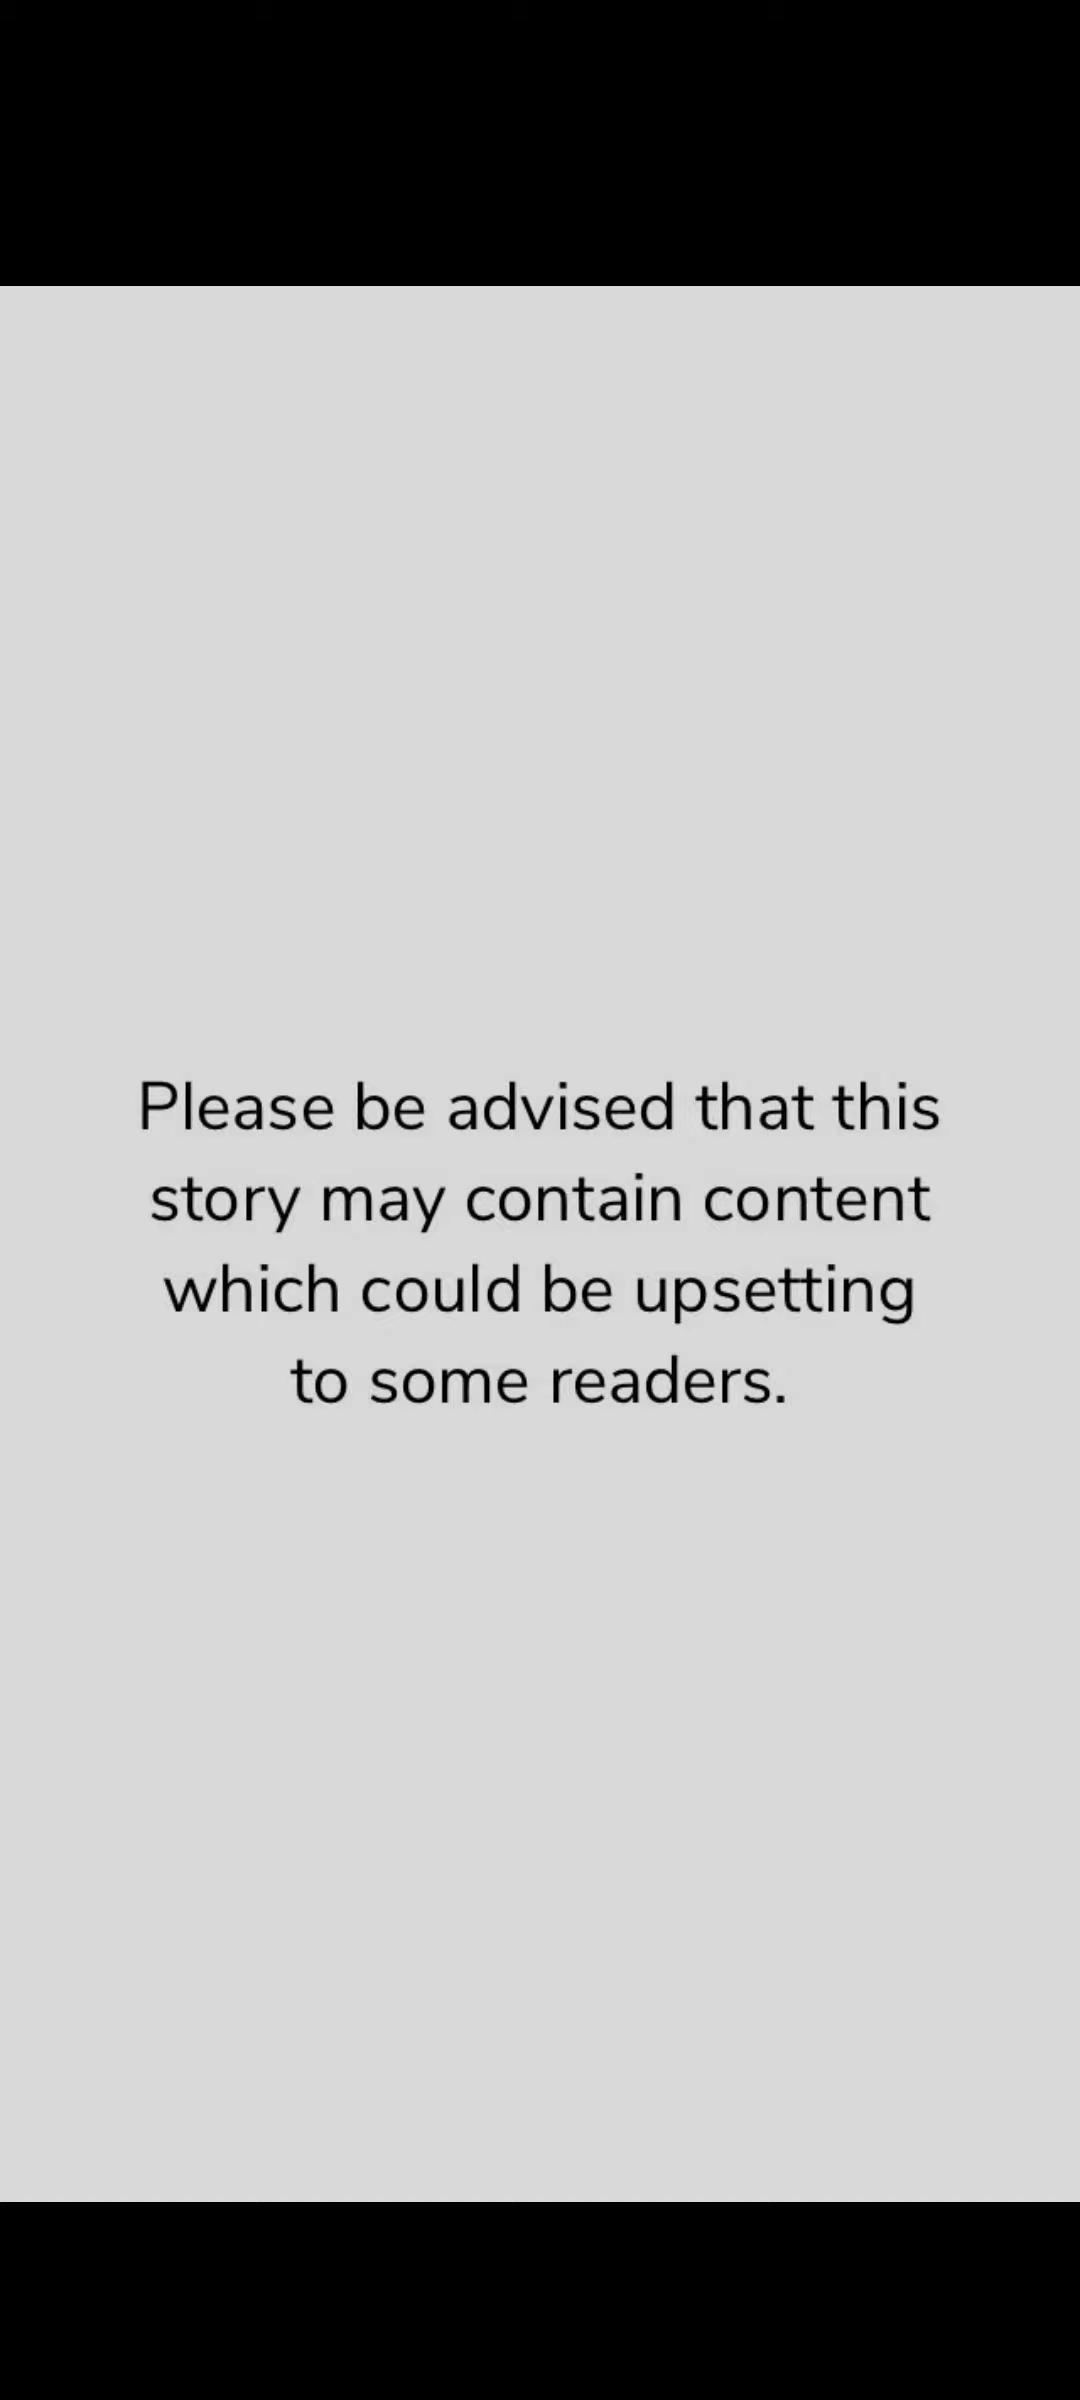 Please be advised that this
story may contain content
which could be upsetting
to some readers.